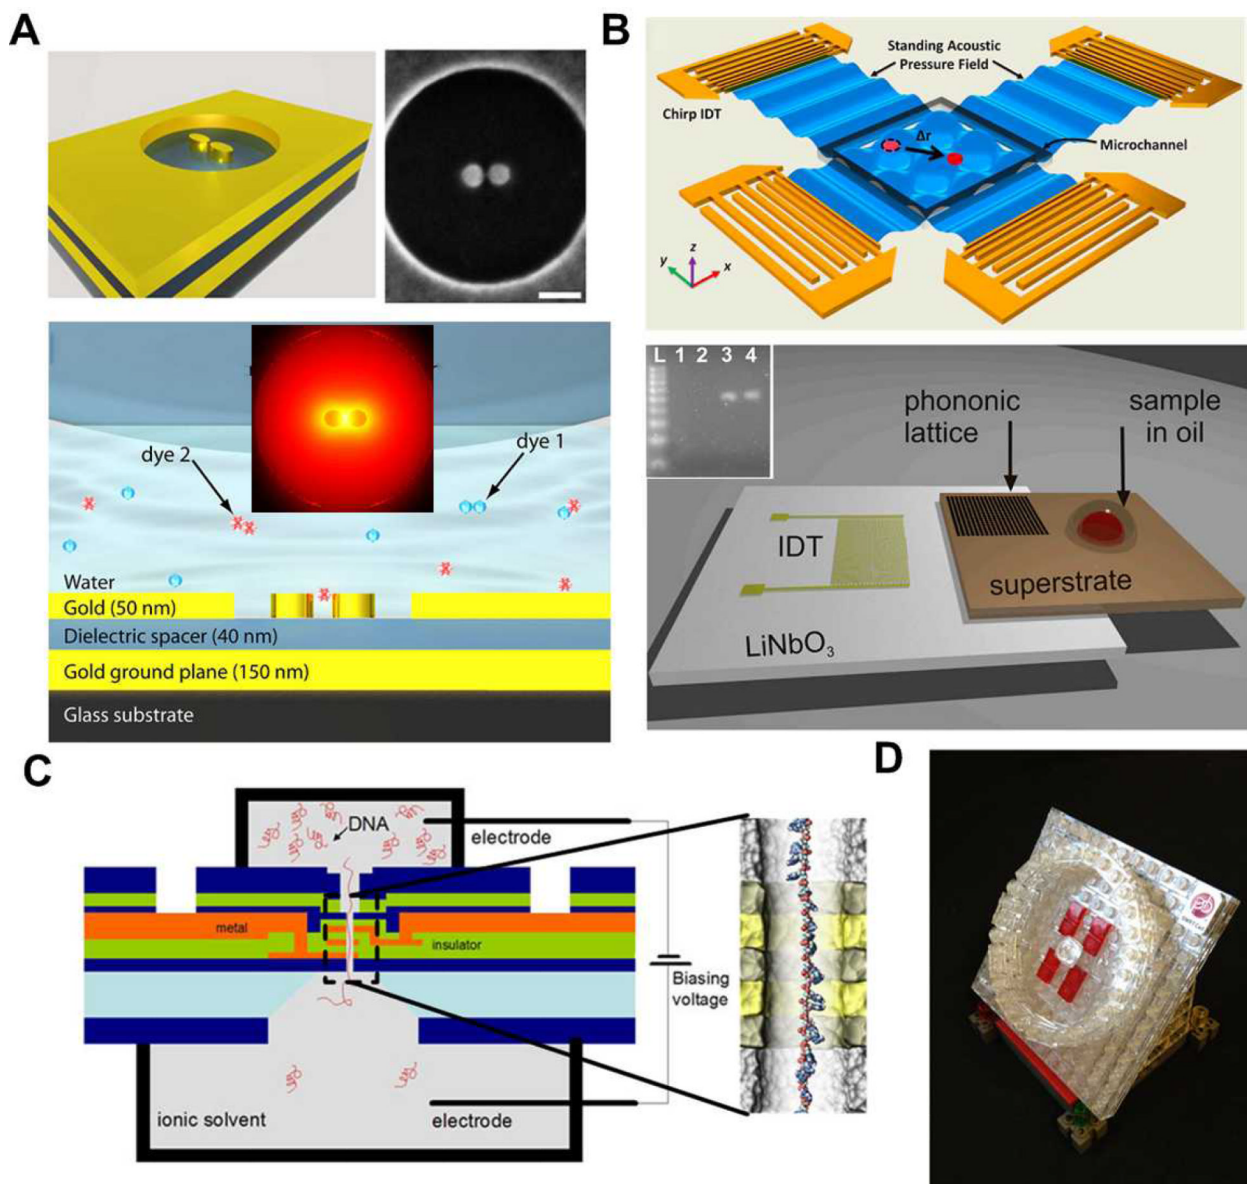 A
B
Standing Acoustic
Pressure Field
Chirp IDT
Δr
Microchannel
z
y
x
dye 2
dye 1
Water
Gold (50 nm)
Dielectric spacer (40 nm)
Gold ground plane (150 nm)
Glass substrate
L 1 2 3 4
phononic
lattice
sample
in oil
IDT
superstrate
LiNbO₃
C
DNA
electrode
metal
insulator
Biasing
voltage
ionic solvent
electrode
D